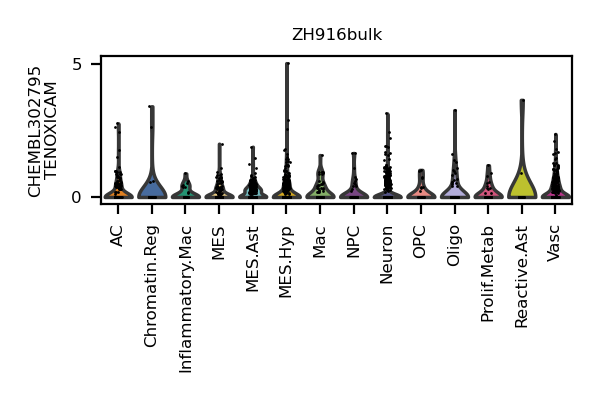 ZH916bulk
CHEMBL302795
TENOXICAM
5
0
AC
Chromatin.Reg
Inflammatory.Mac
MES
MES.Ast
MES.Hyp
Mac
NPC
Neuron
OPC
Oligo
Prolif.Metab
Reactive.Ast
Vasc